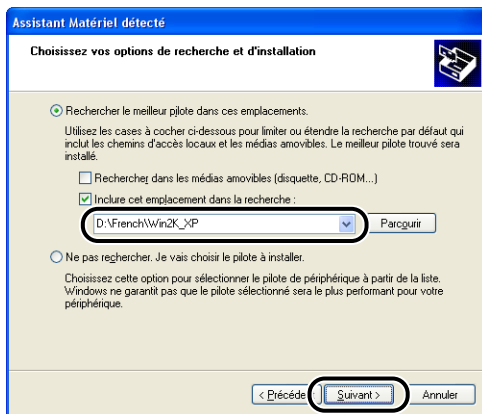 Assistant Matériel détecté
Choisissez vos options de recherche et d'installation
Rechercher le meilleur pilote dans ces emplacements.
Utilisez les cases à cocher ci-dessous pour limiter ou étendre la recherche par défaut qui
inclut les chemins d'accès locaux et les médias amovibles. Le meilleur pilote trouvé sera
installé.
Rechercher dans les médias amovibles (disquette, CD-ROM...)
Inclure cet emplacement dans la recherche :
D:\French\Win2K_XP
Parcourir
Ne pas rechercher. Je vais choisir le pilote à installer.
Choisissez cette option pour sélectionner le pilote de périphérique à partir de la liste.
Windows ne garantit pas que le pilote sélectionné sera le plus performant pour votre
périphérique.
< Précéde Suivant > Annuler